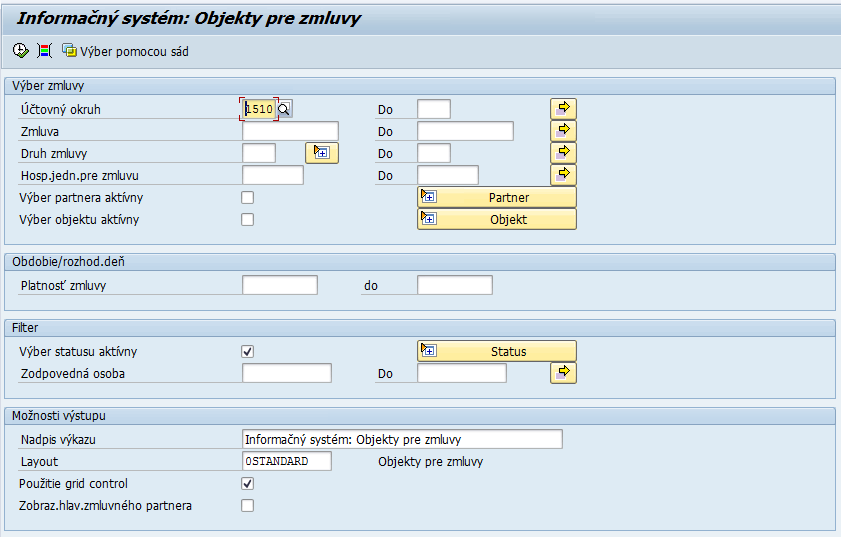 Informačný systém: Objekty pre zmluvy
Výber pomocou sád
Výber zmluvy
Účtovný okruh 1510 Do
Zmluva Do
Druh zmluvy Do
Hosp.jedn.pre zmluvu Do
Výber partnera aktívny Partner
Výber objektu aktívny Objekt
Obdobie/rozhod.deň
Platnosť zmluvy do
Filter
Výber statusu aktívny Status
Zodpovedná osoba Do
Možnosti výstupu
Nadpis výkazu Informačný systém: Objekty pre zmluvy
Layout 0STANDARD Objekty pre zmluvy
Použitie grid control
Zobraz.hlav.zmluvného partnera